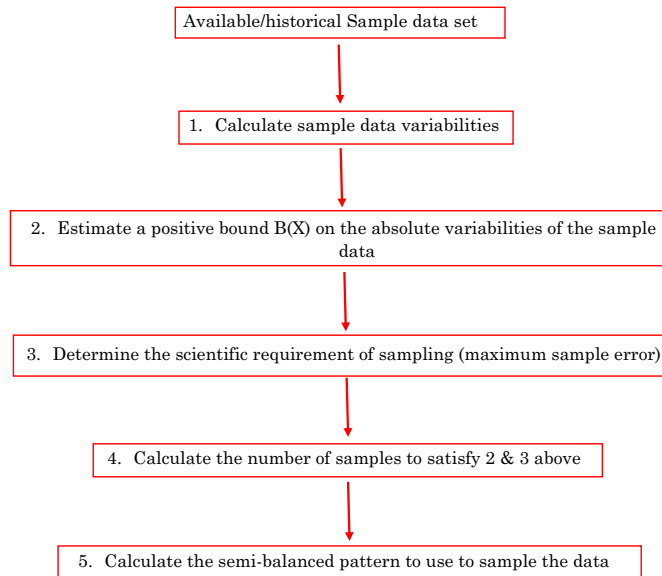 Available/historical Sample data set
1. Calculate sample data variabilities
2. Estimate a positive bound B(X) on the absolute variabilities of the sample
data
3. Determine the scientific requirement of sampling (maximum sample error)
4. Calculate the number of samples to satisfy 2 & 3 above
5. Calculate the semi-balanced pattern to use to sample the data